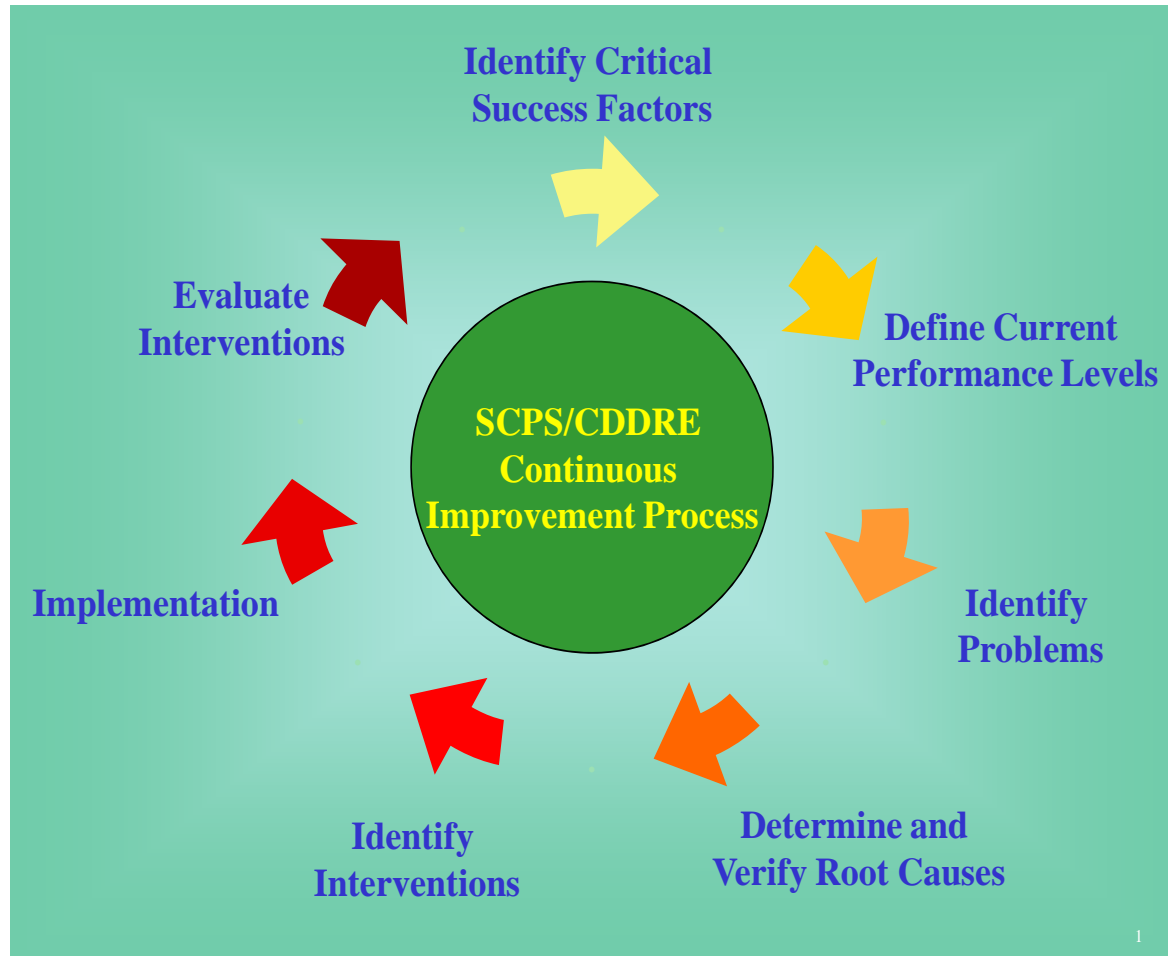 Identify Critical
Success Factors
Define Current
Performance Levels
Identify
Problems
Determine and
Verify Root Causes
Identify
Interventions
Implementation
Evaluate
Interventions
SCPS/CDDRE
Continuous
Improvement Process
1